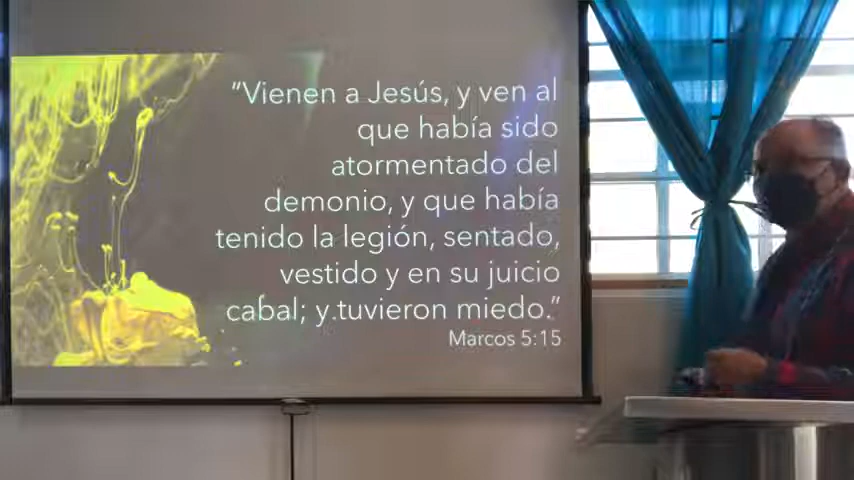 “Vienen a Jesús, y ven al
que había sido
atormentado del
demonio, y que había
tenido la legión, sentado,
vestido y en su juicio
cabal; y tuvieron miedo.”
Marcos 5:15